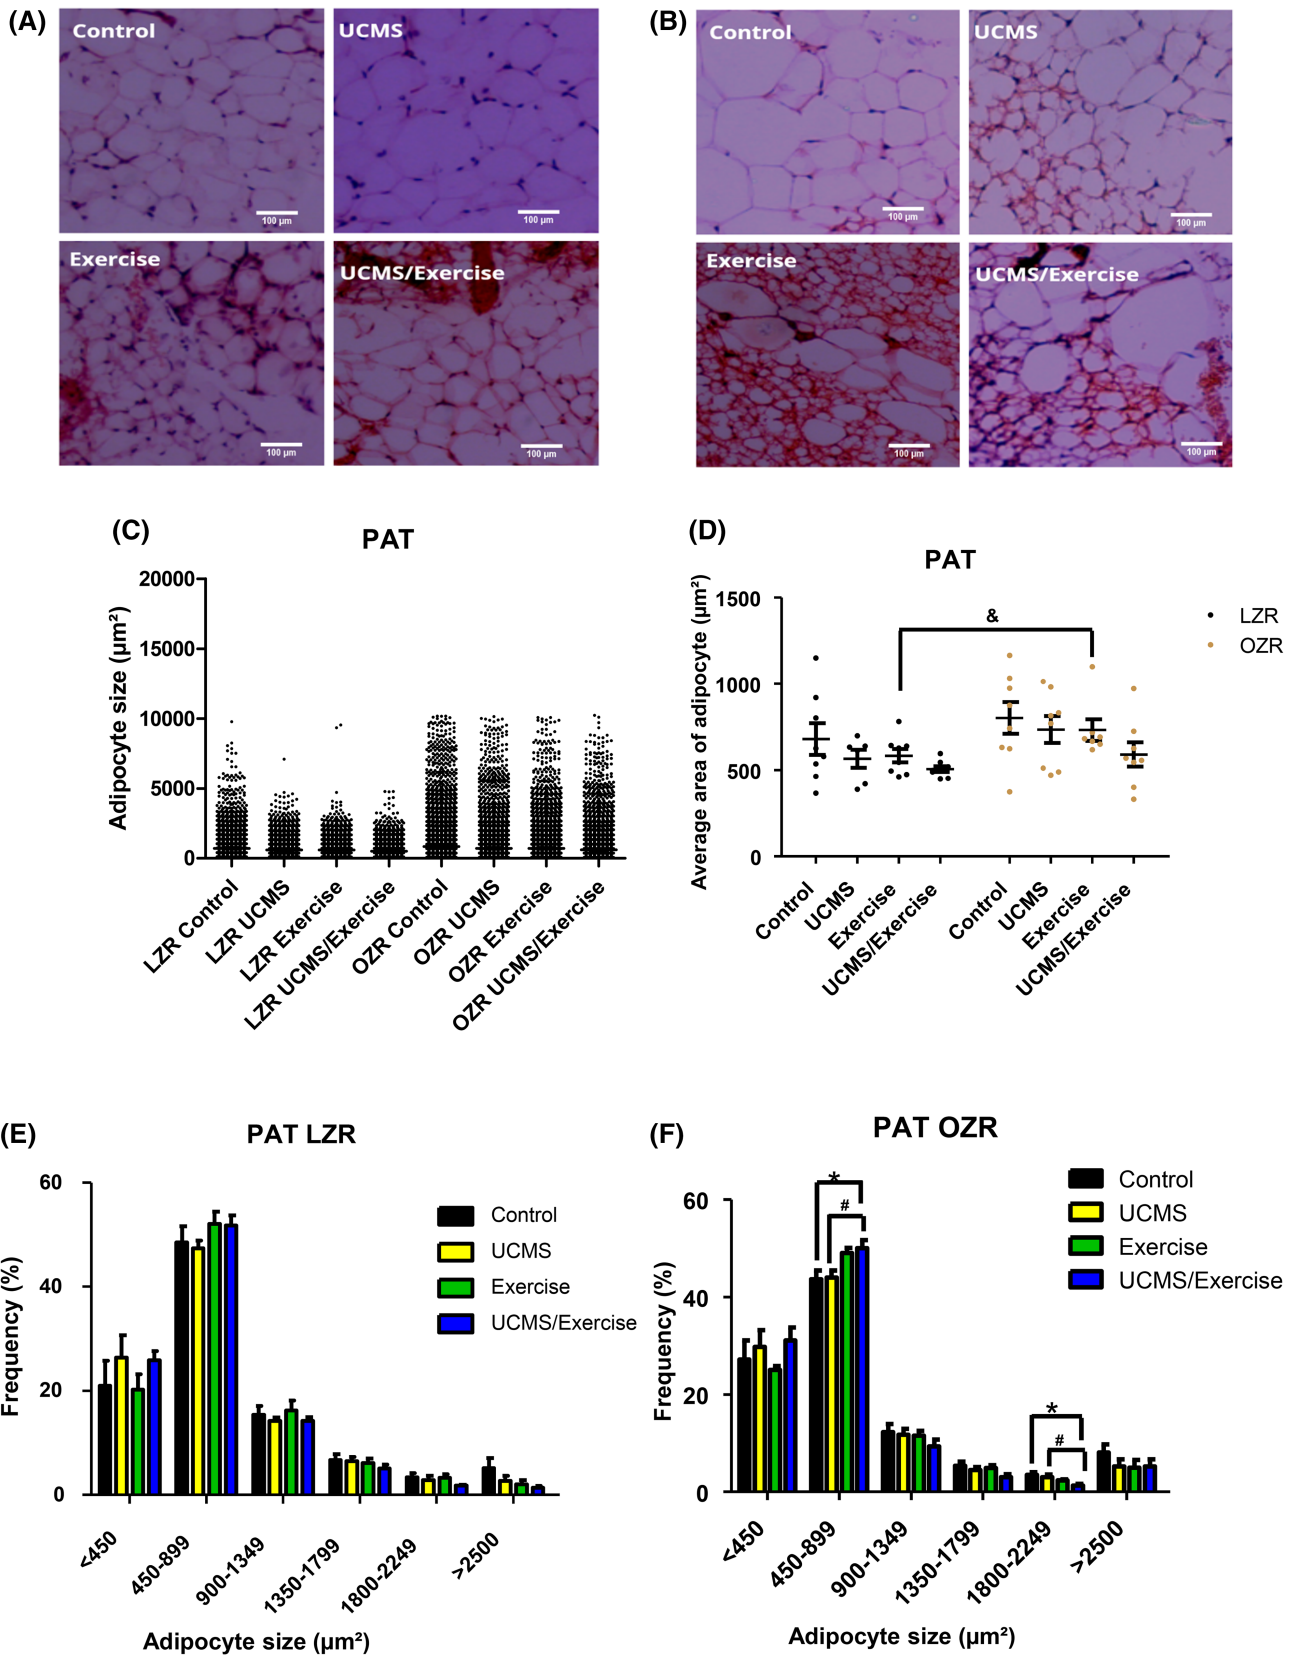 (A)
Control
UCMS
100 µm
100 µm
Exercise
UCMS/Exercise
100 µm
100 µm
(B)
Control
UCMS
100 µm
100 µm
Exercise
UCMS/Exercise
100 µm
100 µm
(C)
PAT
Adipocyte size (µm²)
20000
15000
10000
5000
0
LZR Control
LZR UCMS
LZR Exercise
LZR UCMS/Exercise
OZR Control
OZR UCMS
OZR Exercise
OZR UCMS/Exercise
(D)
PAT
Average area of adipocyte (µm²)
1500
1000
500
0
&
LZR
OZR
Control
UCMS
Exercise
UCMS/Exercise
Control
UCMS
Exercise
UCMS/Exercise
(E)
PAT LZR
Frequency (%)
60
40
20
0
Control
UCMS
Exercise
UCMS/Exercise
<450
450-899
900-1349
1350-1799
1800-2249
>2500
Adipocyte size (µm²)
(F)
PAT OZR
Frequency (%)
60
40
20
0
*
#
*
#
Control
UCMS
Exercise
UCMS/Exercise
<450
450-899
900-1349
1350-1799
1800-2249
>2500
Adipocyte size (µm²)